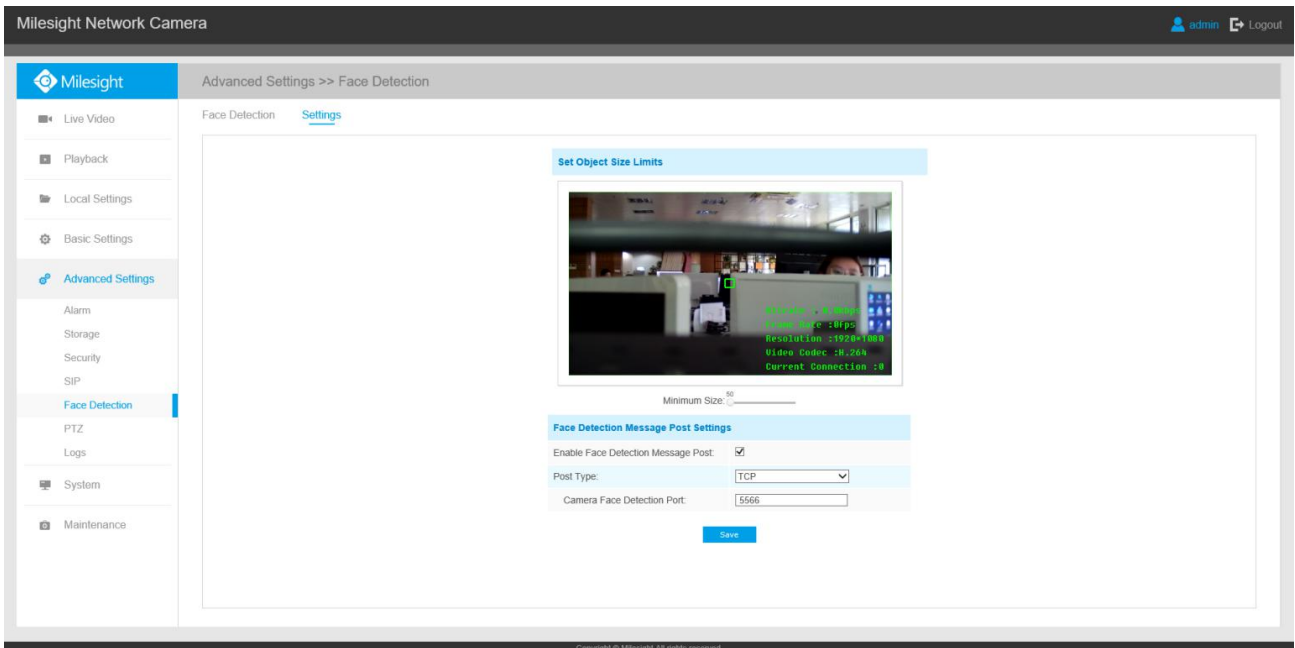 Milesight Network Camera
admin Logout
Milesight
Advanced Settings >> Face Detection
Live Video
Playback
Local Settings
Basic Settings
Advanced Settings
Alarm
Storage
Security
SIP
Face Detection
PTZ
Logs
System
Maintenance
Face Detection Settings
Set Object Size Limits
Rate :0fps
Resolution :1920*1080
Video Codec :H.264
Current Connection :0
Minimum Size: 50
Face Detection Message Post Settings
Enable Face Detection Message Post:
Post Type: TCP
Camera Face Detection Port: 5566
Save
Copyright © Milesight All rights reserved